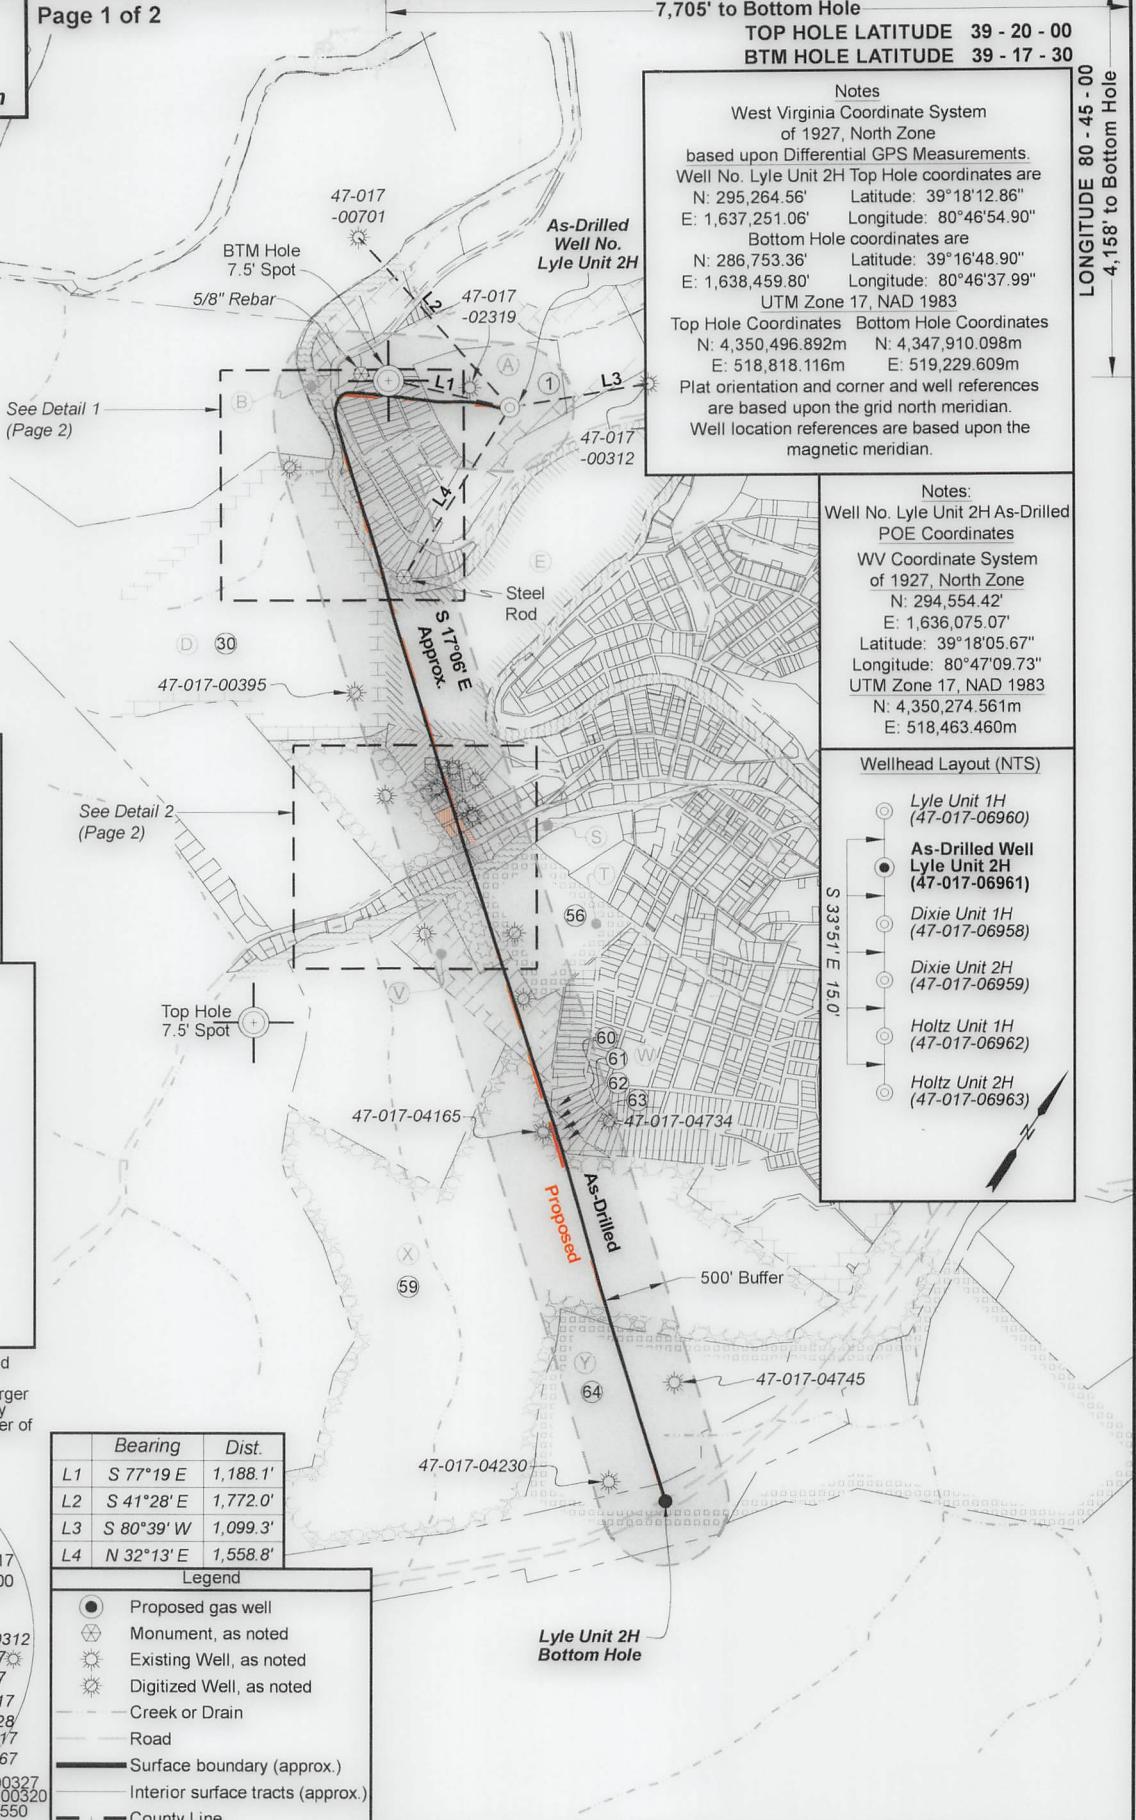 Page 1 of 2
7,705' to Bottom Hole
TOP HOLE LATITUDE 39 - 20 - 00
BTM HOLE LATITUDE 39 - 17 - 30
LONGITUDE 80 - 45 - 00
4,158' to Bottom Hole
Notes
West Virginia Coordinate System
of 1927, North Zone
based upon Differential GPS Measurements.
Well No. Lyle Unit 2H Top Hole coordinates are
N: 295,264.56' Latitude: 39°18'12.86"
E: 1,637,251.06' Longitude: 80°46'54.90"
Bottom Hole coordinates are
N: 286,753.36' Latitude: 39°16'48.90"
E: 1,638,459.80' Longitude: 80°46'37.99"
UTM Zone 17, NAD 1983
Top Hole Coordinates Bottom Hole Coordinates
N: 4,350,496.892m N: 4,347,910.098m
E: 518,818.116m E: 519,229.609m
Plat orientation and corner and well references
are based upon the grid north meridian.
Well location references are based upon the
magnetic meridian.
47-017
-00701
BTM Hole
7.5' Spot
5/8" Rebar
As-Drilled
Well No.
Lyle Unit 2H
L2
47-017
-02319
A
L1
1
L3
B
See Detail 1
(Page 2)
47-017
-00312
L4
E
Steel
Rod
S 17°06' E
Approx.
D
30
47-017-00395
Notes:
Well No. Lyle Unit 2H As-Drilled
POE Coordinates
WV Coordinate System
of 1927, North Zone
N: 294,554.42'
E: 1,636,075.07'
Latitude: 39°18'05.67"
Longitude: 80°47'09.73"
UTM Zone 17, NAD 1983
N: 4,350,274.561m
E: 518,463.460m
See Detail 2
(Page 2)
S
T
56
V
Wellhead Layout (NTS)
Lyle Unit 1H
(47-017-06960)
As-Drilled Well
Lyle Unit 2H
(47-017-06961)
Dixie Unit 1H
(47-017-06958)
Dixie Unit 2H
(47-017-06959)
Holtz Unit 1H
(47-017-06962)
Holtz Unit 2H
(47-017-06963)
S 33°51' E 15.0'
N
Top Hole
7.5' Spot
60
61
W
62
63
47-017-04165
47-017-04734
As-Drilled
Proposed
X
59
500' Buffer
Y
64
47-017-04745
47-017-04230
Lyle Unit 2H
Bottom Hole
d
rger
y
er of
Bearing Dist.
L1 S 77°19 E 1,188.1'
L2 S 41°28' E 1,772.0'
L3 S 80°39' W 1,099.3'
L4 N 32°13' E 1,558.8'
Legend
Proposed gas well
Monument, as noted
Existing Well, as noted
Digitized Well, as noted
Creek or Drain
Road
Surface boundary (approx.)
Interior surface tracts (approx.)
County Line
17
00
0312
7
7
17
28
17
67
00327
00320
550